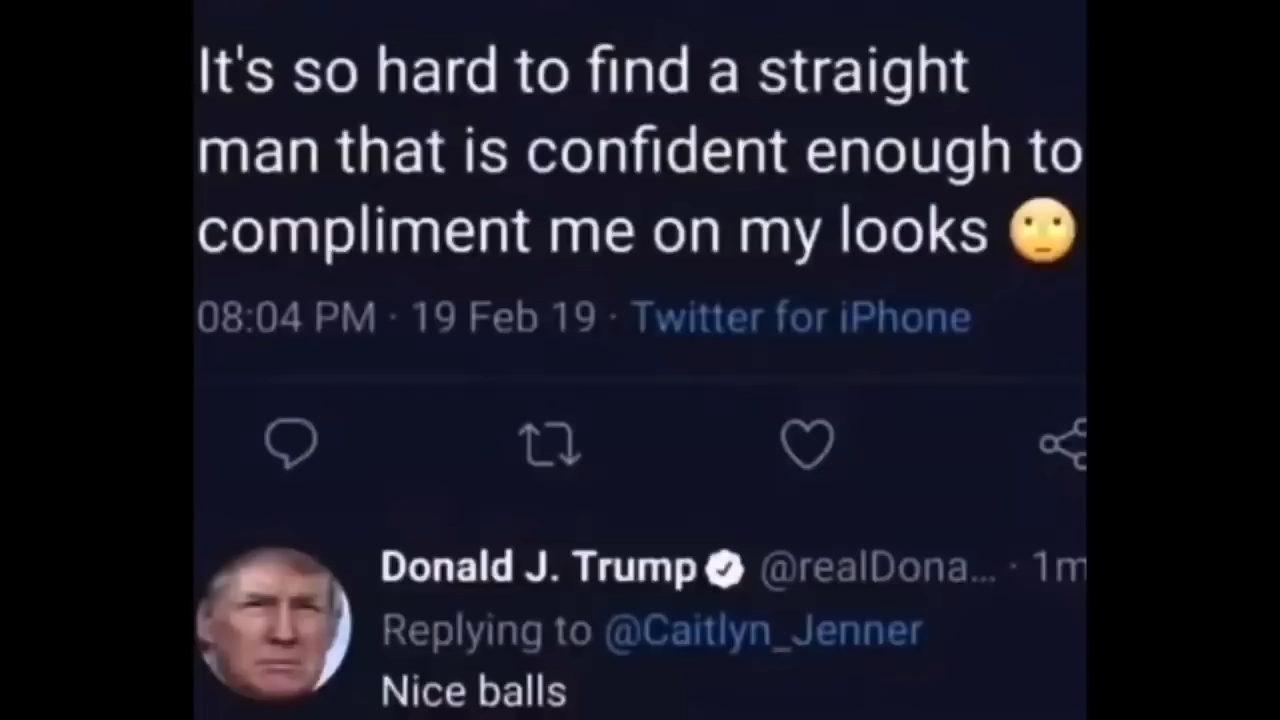 It's so hard to find a straight
man that is confident enough to
compliment me on my looks 🙄
08:04 PM · 19 Feb 19 · Twitter for iPhone
Donald J. Trump @realDona... · 1m
Replying to @Caitlyn_Jenner
Nice balls